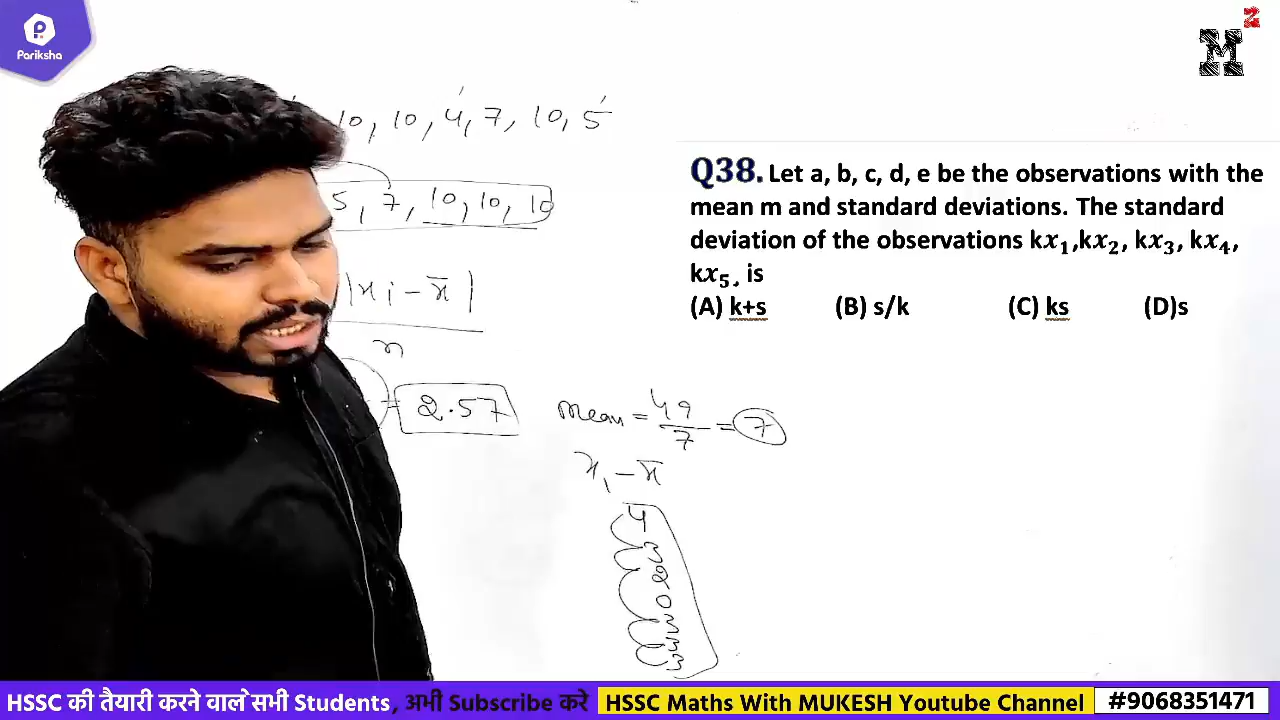 Pariksha
M²
10, 10, 4, 7, 10, 5
5, 7, 10, 10, 10
|xᵢ - x̄|
n
= 2.57
mean = 49/7 = 7
xᵢ - x̄
4
Q38. Let a, b, c, d, e be the observations with the
mean m and standard deviations. The standard
deviation of the observations kx₁,kx₂, kx₃, kx₄,
kx₅, is
(A) k+s (B) s/k (C) ks (D)s
HSSC की तैयारी करने वाले सभी Students, अभी Subscribe करे HSSC Maths With MUKESH Youtube Channel #9068351471